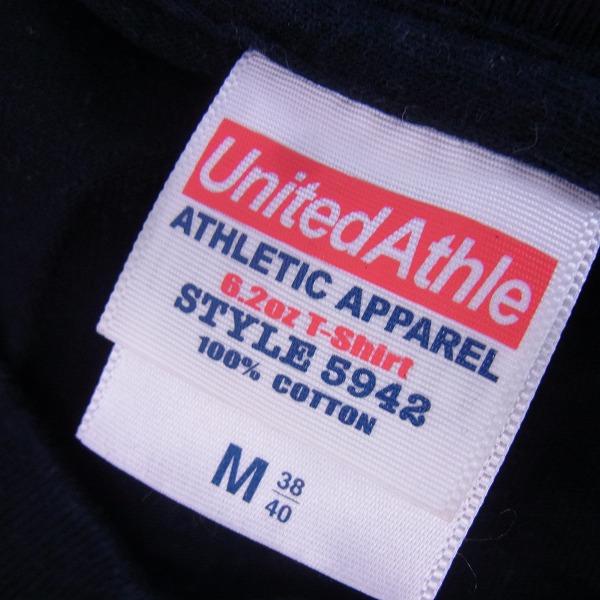 UnitedAthle
ATHLETIC APPAREL
6.2oz T-Shirt
STYLE 5942
100% COTTON
M 38/40